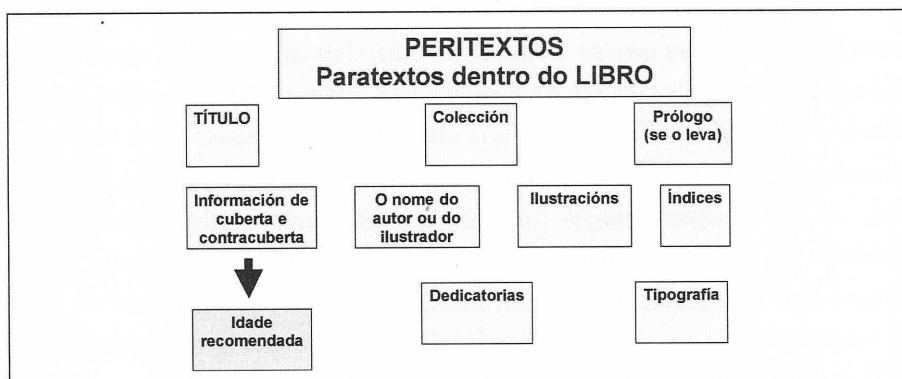 PERITEXTOS
Paratextos dentro do LIBRO
TÍTULO
Colección
Prólogo
(se o leva)
Información de
cuberta e
contracuberta
O nome do
autor ou do
ilustrador
Ilustracións
Índices
Idade
recomendada
Dedicatorias
Tipografía